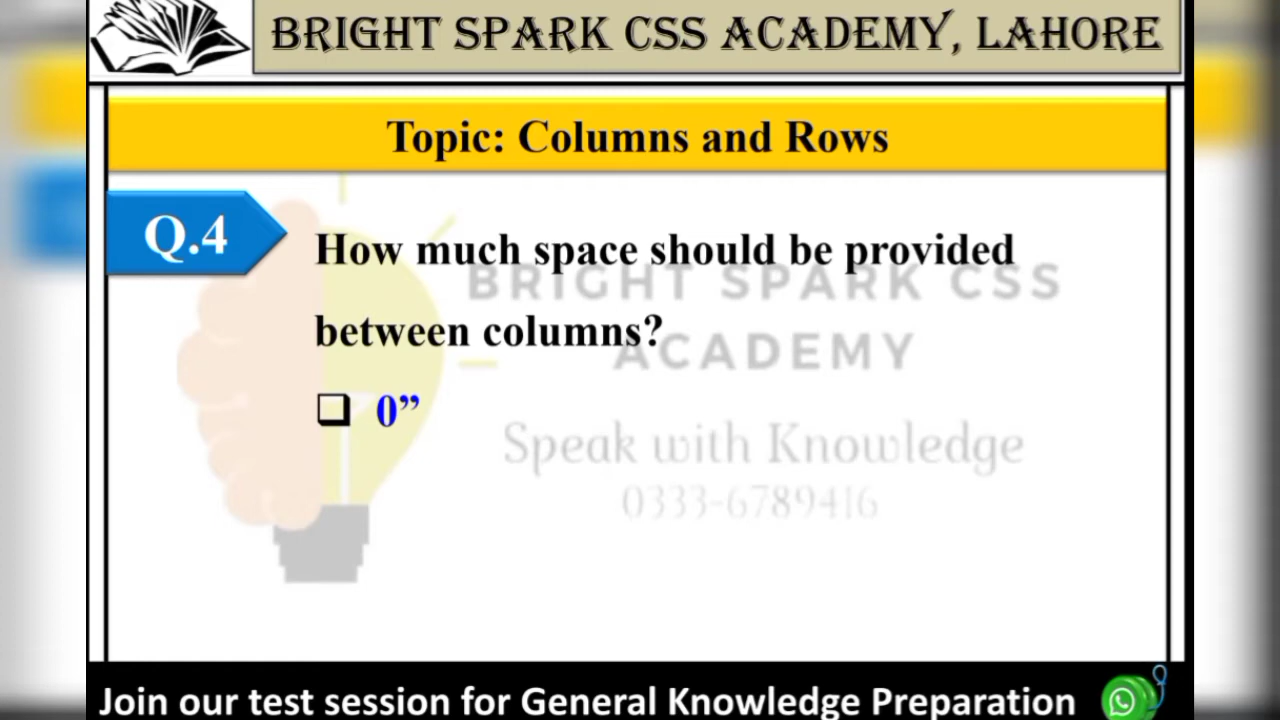 BRIGHT SPARK CSS ACADEMY, LAHORE
Topic: Columns and Rows
Q.4
How much space should be provided
between columns?
0”
BRIGHT SPARK CSS
ACADEMY
Speak with Knowledge
0333-6789416
Join our test session for General Knowledge Preparation